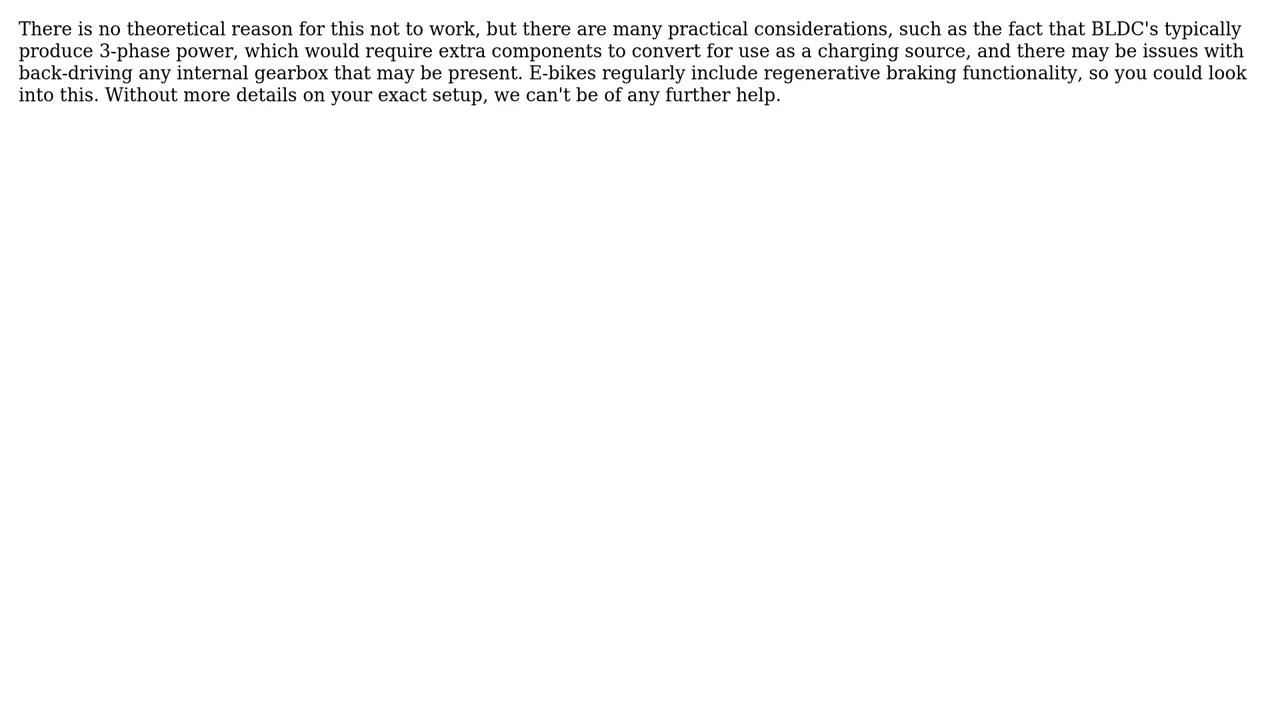 There is no theoretical reason for this not to work, but there are many practical considerations, such as the fact that BLDC's typically
produce 3-phase power, which would require extra components to convert for use as a charging source, and there may be issues with
back-driving any internal gearbox that may be present. E-bikes regularly include regenerative braking functionality, so you could look
into this. Without more details on your exact setup, we can't be of any further help.